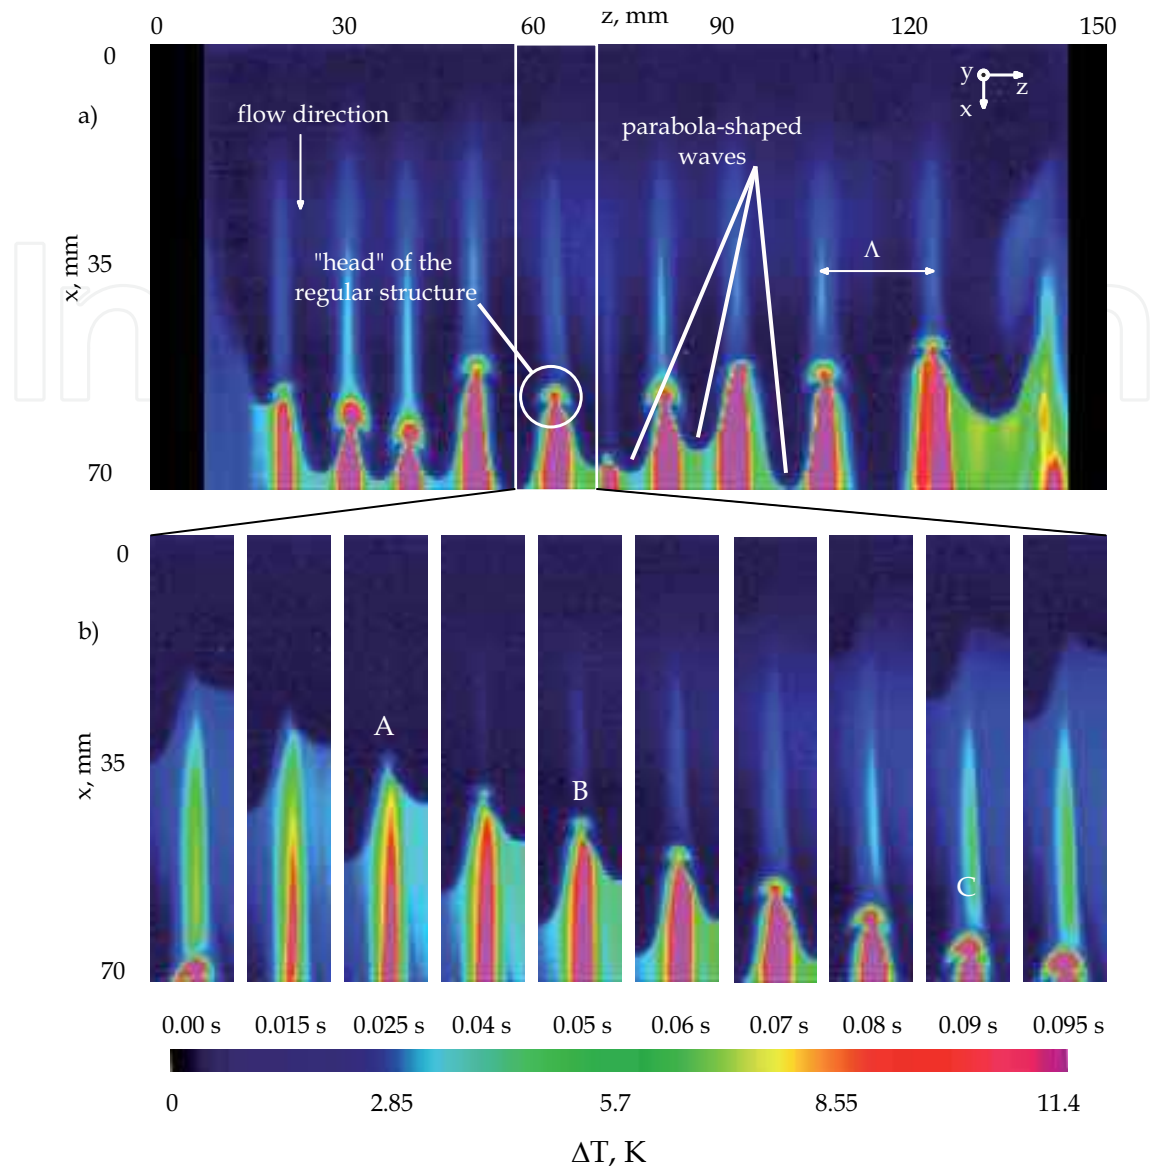 z, mm
0 30 60 90 120 150
0
a)
y
z
x
flow direction
parabola-shaped
waves
Λ
"head" of the
regular structure
x, mm
35
70
0
b)
A
B
C
x, mm
35
70
0.00 s 0.015 s 0.025 s 0.04 s 0.05 s 0.06 s 0.07 s 0.08 s 0.09 s 0.095 s
0 2.85 5.7 8.55 11.4
ΔT, K